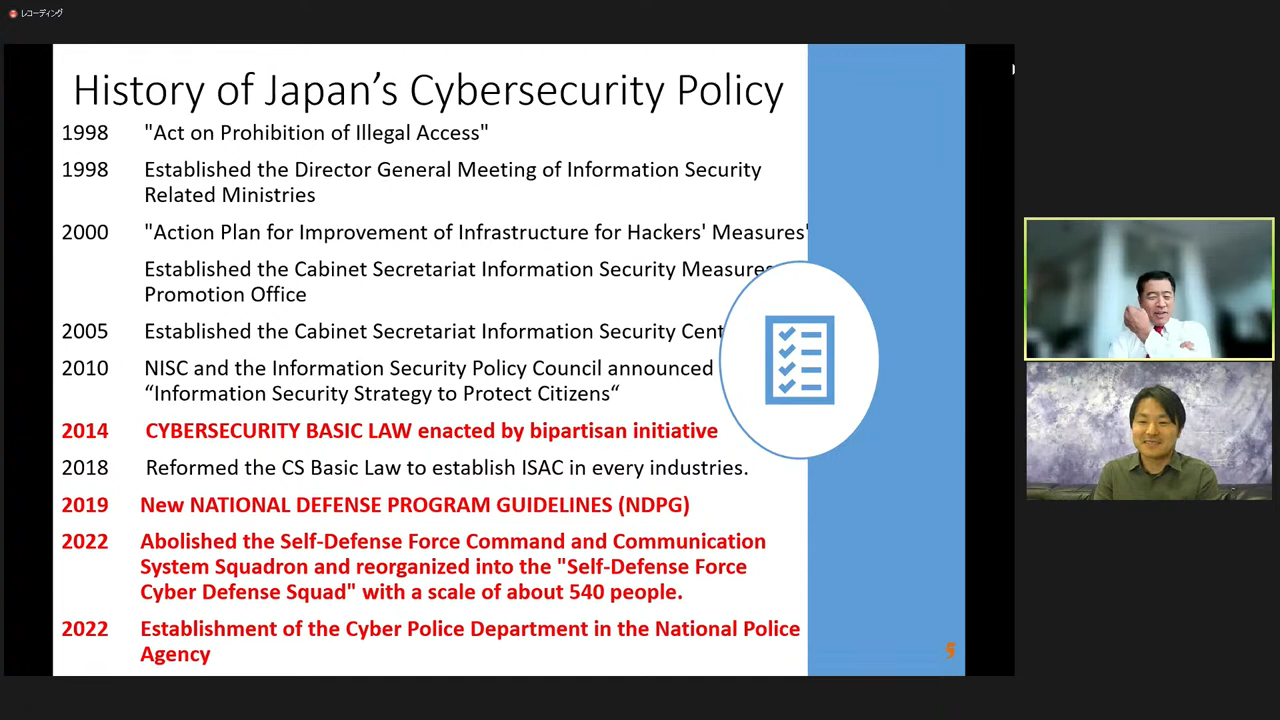 レコーディング
History of Japan’s Cybersecurity Policy
1998 "Act on Prohibition of Illegal Access"
1998 Established the Director General Meeting of Information Security
Related Ministries
2000 "Action Plan for Improvement of Infrastructure for Hackers' Measures"
Established the Cabinet Secretariat Information Security Measures
Promotion Office
2005 Established the Cabinet Secretariat Information Security Cent
2010 NISC and the Information Security Policy Council announced
“Information Security Strategy to Protect Citizens“
2014 CYBERSECURITY BASIC LAW enacted by bipartisan initiative
2018 Reformed the CS Basic Law to establish ISAC in every industries.
2019 New NATIONAL DEFENSE PROGRAM GUIDELINES (NDPG)
2022 Abolished the Self-Defense Force Command and Communication
System Squadron and reorganized into the "Self-Defense Force
Cyber Defense Squad" with a scale of about 540 people.
2022 Establishment of the Cyber Police Department in the National Police
Agency
5